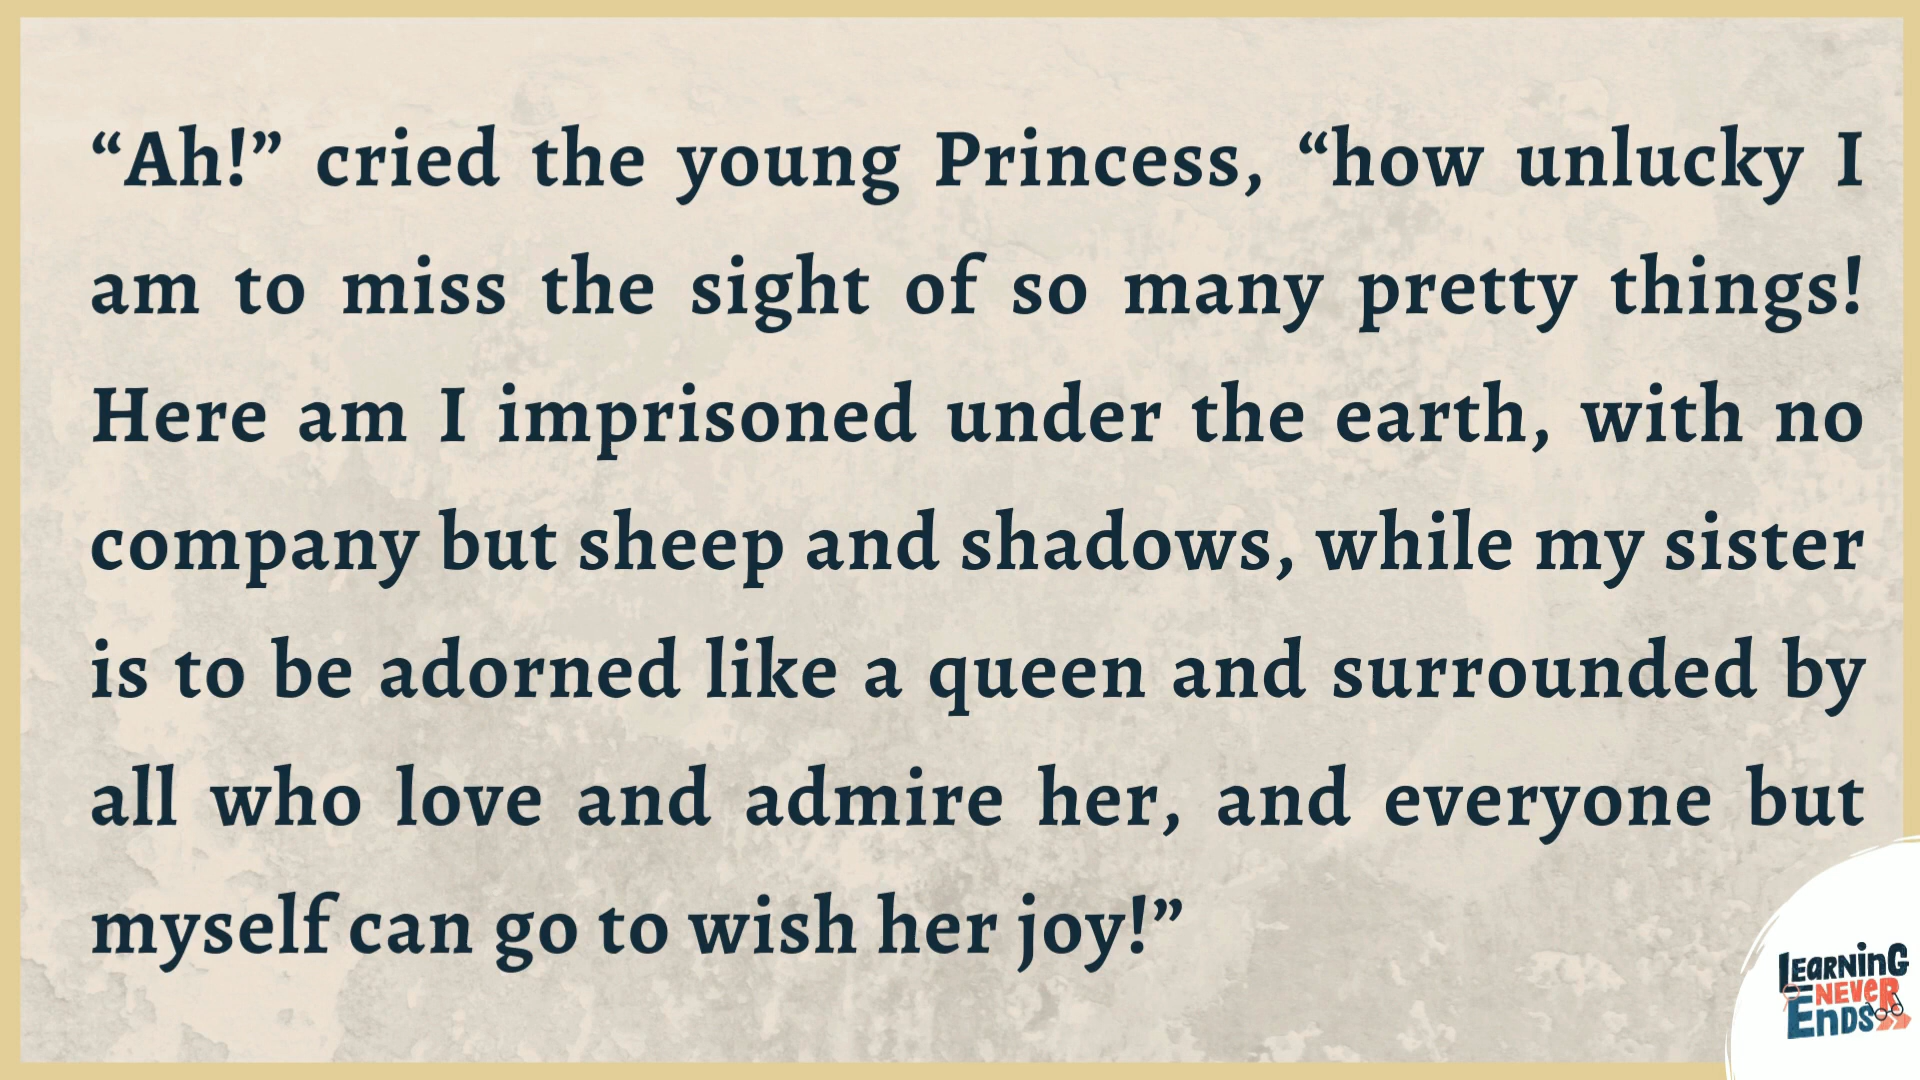 “Ah!” cried the young Princess, “how unlucky I
am to miss the sight of so many pretty things!
Here am I imprisoned under the earth, with no
company but sheep and shadows, while my sister
is to be adorned like a queen and surrounded by
all who love and admire her, and everyone but
myself can go to wish her joy!”
LEARNinG
NEVER
EnDS